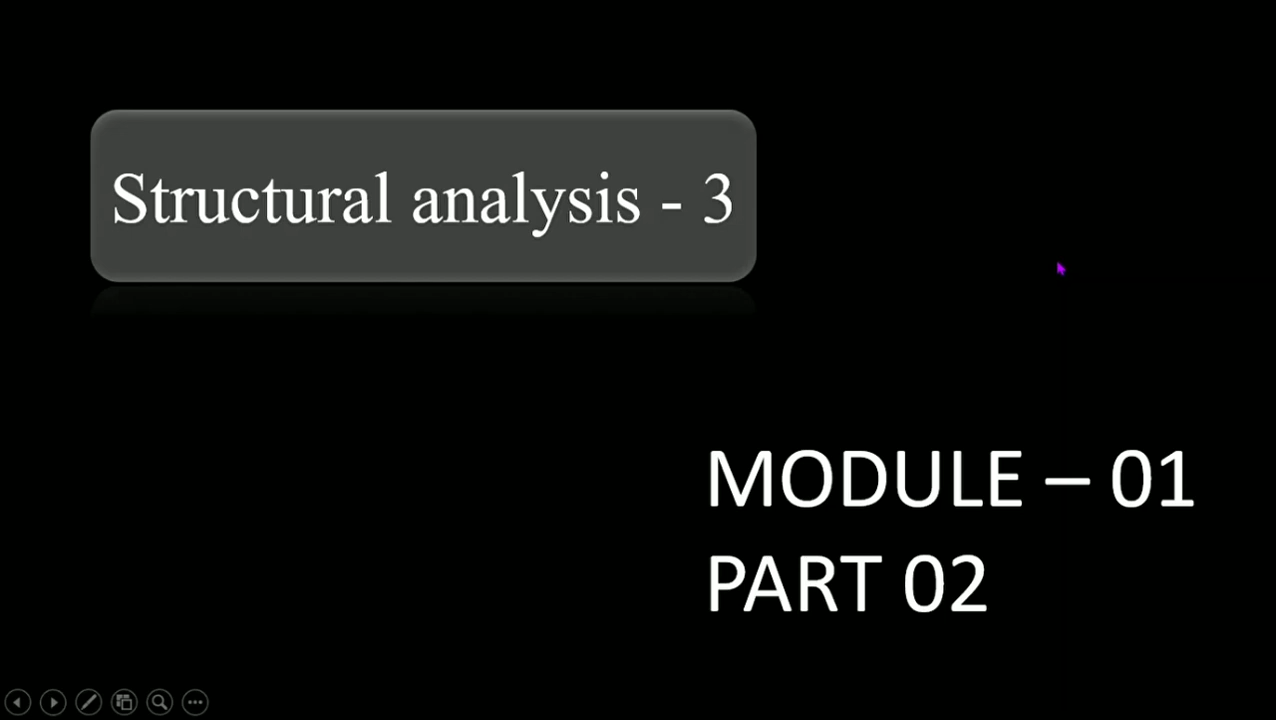 Structural analysis - 3
MODULE – 01
PART 02